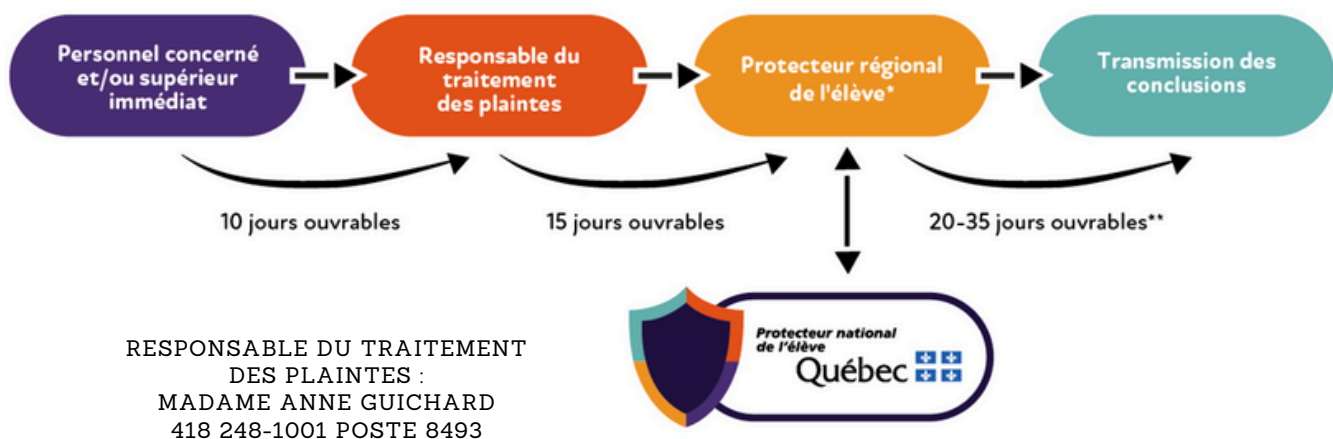 Personnel concerné
et/ou supérieur
immédiat
Responsable du
traitement
des plaintes
Protecteur régional
de l'élève*
Transmission des
conclusions
10 jours ouvrables
15 jours ouvrables
20-35 jours ouvrables**
Protecteur national
de l'élève
Québec
RESPONSABLE DU TRAITEMENT
DES PLAINTES :
MADAME ANNE GUICHARD
418 248-1001 POSTE 8493